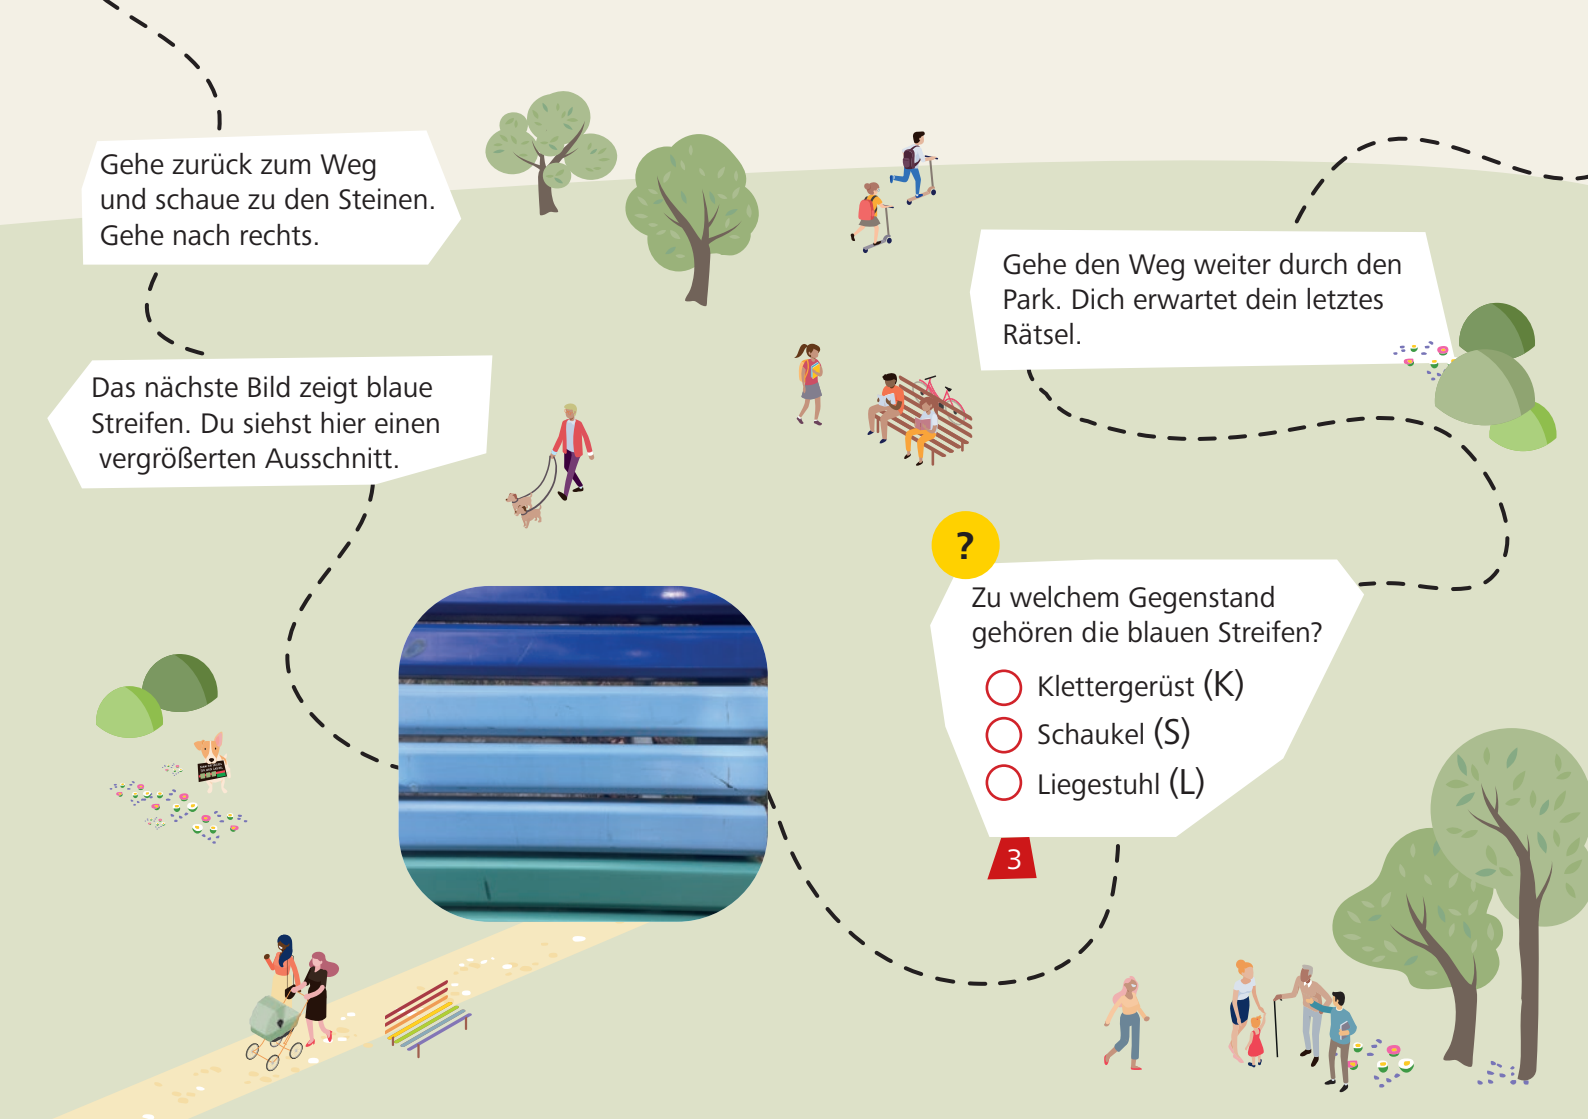 Gehe zurück zum Weg
und schaue zu den Steinen.
Gehe nach rechts.
Das nächste Bild zeigt blaue
Streifen. Du siehst hier einen
vergrößerten Ausschnitt.
?
Zu welchem Gegenstand
gehören die blauen Streifen?
Klettergerüst (K)
Schaukel (S)
Liegestuhl (L)
3
Gehe den Weg weiter durch den
Park. Dich erwartet dein letztes
Rätsel.